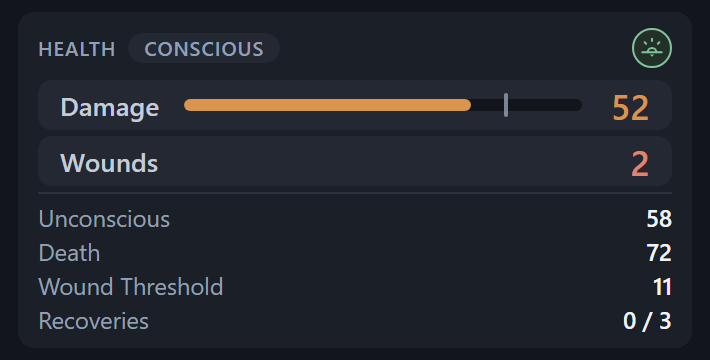 HEALTH CONSCIOUS
Damage 52
Wounds 2
Unconscious 58
Death 72
Wound Threshold 11
Recoveries 0 / 3